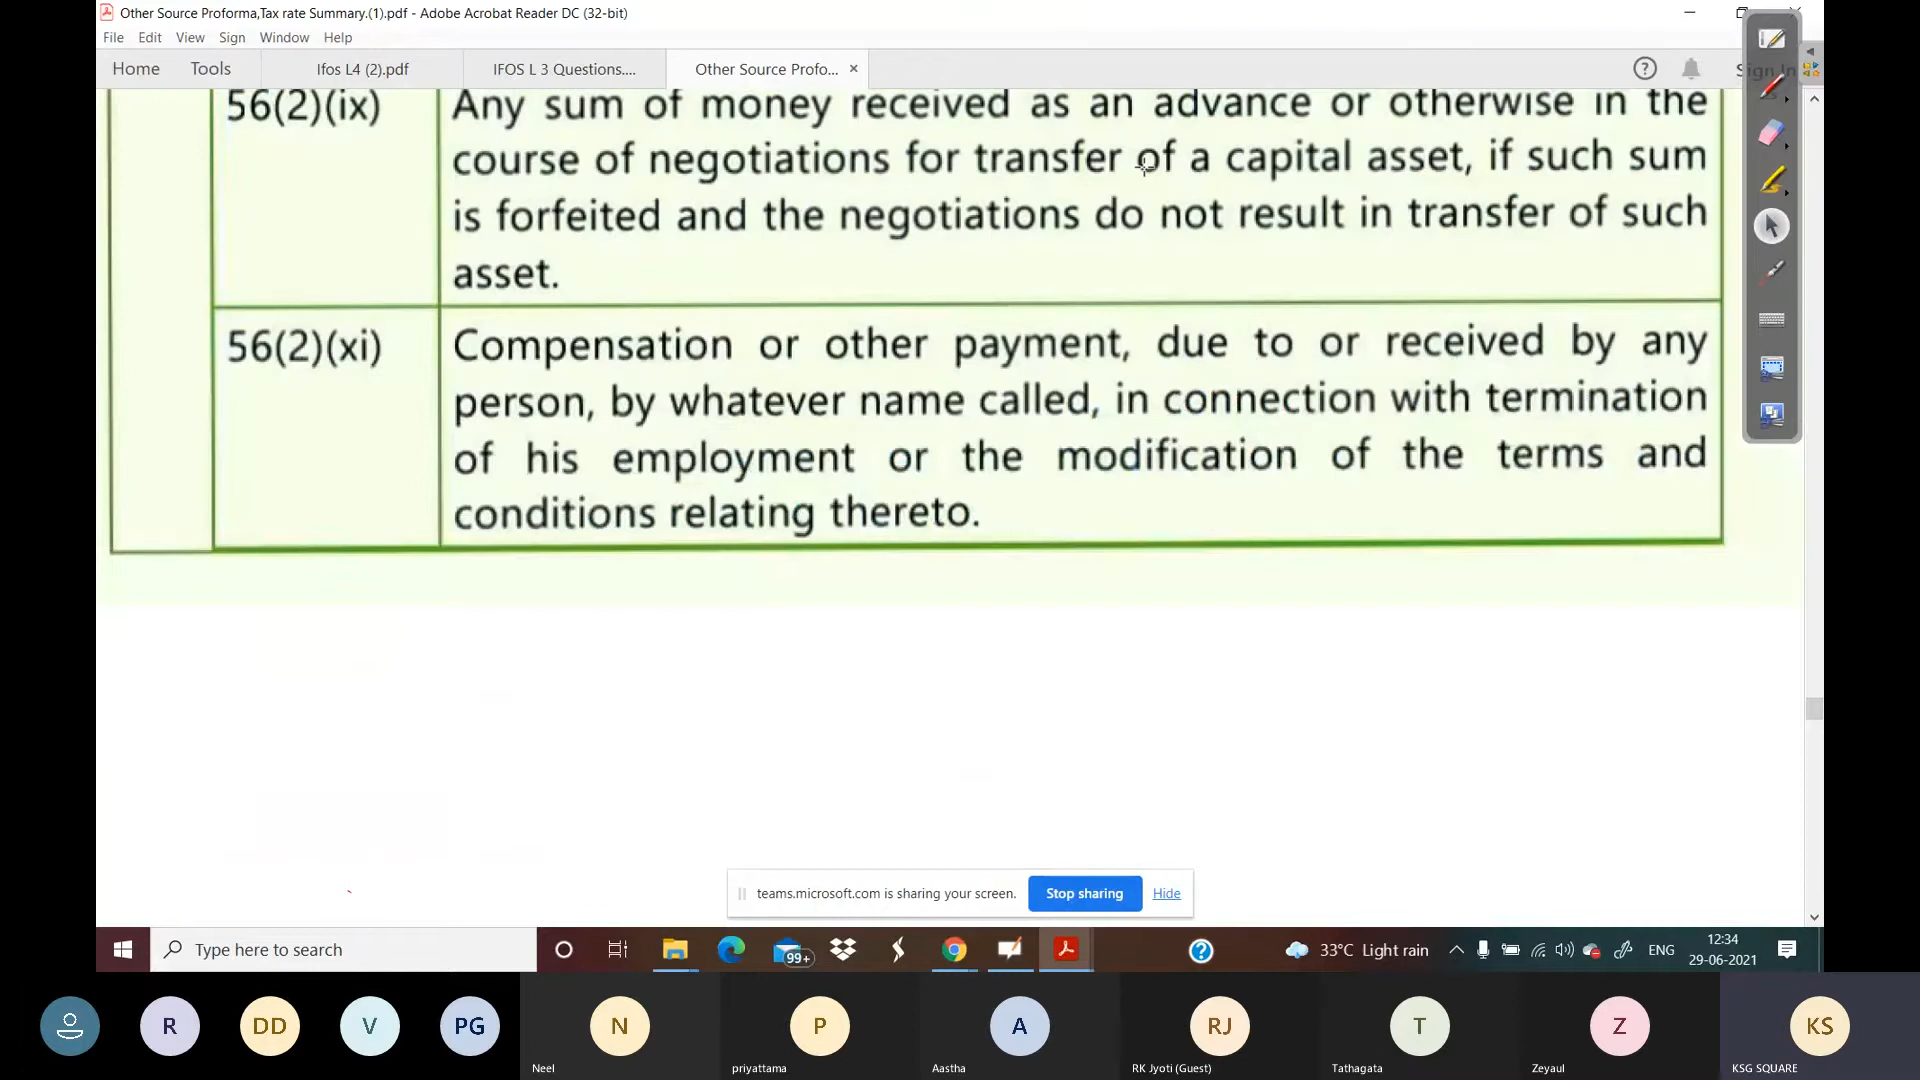 Other Source Proforma,Tax rate Summary.(1).pdf - Adobe Acrobat Reader DC (32-bit)
File Edit View Sign Window Help
Home Tools Ifos L4 (2).pdf IFOS L 3 Questions.... Other Source Profo... × Sign In
56(2)(ix) Any sum of money received as an advance or otherwise in the
course of negotiations for transfer of a capital asset, if such sum
is forfeited and the negotiations do not result in transfer of such
asset.
56(2)(xi) Compensation or other payment, due to or received by any
person, by whatever name called, in connection with termination
of his employment or the modification of the terms and
conditions relating thereto.
teams.microsoft.com is sharing your screen. Stop sharing Hide
Type here to search 99+ 33°C Light rain ENG 12:34
29-06-2021
R DD V PG N P A RJ T Z KS
Neel priyattama Aastha RK Jyoti (Guest) Tathagata Zeyaul KSG SQUARE